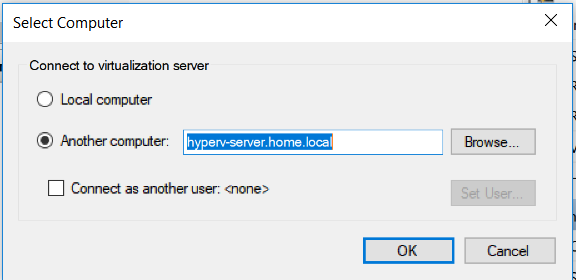 Select Computer
Connect to virtualization server
Local computer
Another computer: hyperv-server.home.local Browse...
Connect as another user: <none> Set User...
OK Cancel